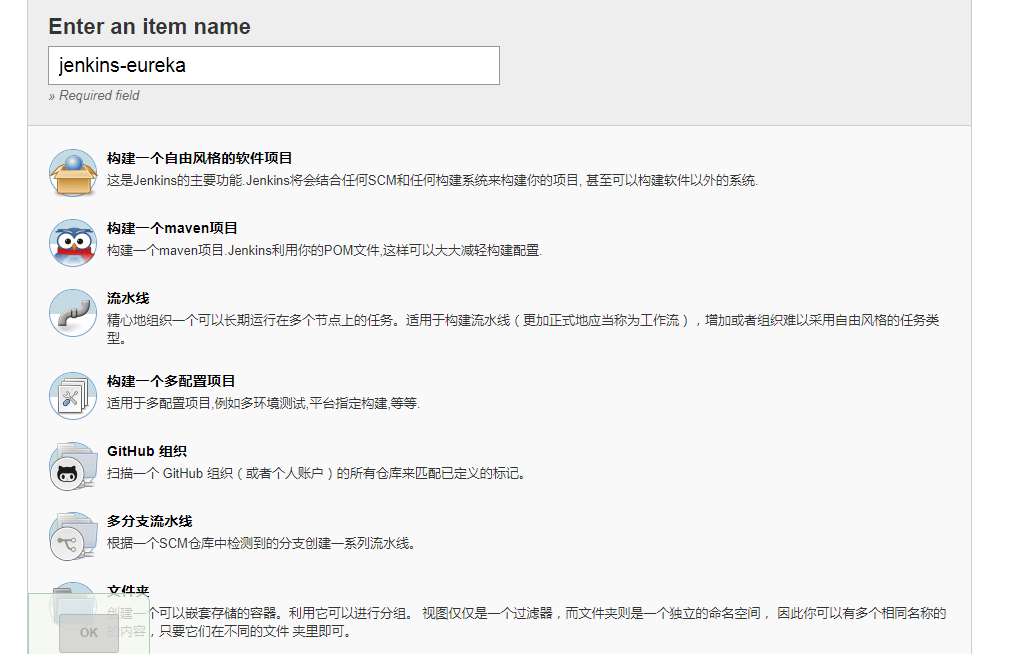 Enter an item name
jenkins-eureka
» Required field
构建一个自由风格的软件项目
这是Jenkins的主要功能.Jenkins将会结合任何SCM和任何构建系统来构建你的项目, 甚至可以构建软件以外的系统.
构建一个maven项目
构建一个maven项目.Jenkins利用你的POM文件,这样可以大大减轻构建配置.
流水线
精心地组织一个可以长期运行在多个节点上的任务。适用于构建流水线（更加正式地应当称为工作流），增加或者组织难以采用自由风格的任务类
型。
构建一个多配置项目
适用于多配置项目,例如多环境测试,平台指定构建,等等.
GitHub 组织
扫描一个 GitHub 组织（或者个人账户）的所有仓库来匹配已定义的标记。
多分支流水线
根据一个SCM仓库中检测到的分支创建一系列流水线。
文件夹
创建一个可以嵌套存储的容器。利用它可以进行分组。 视图仅仅是一个过滤器，而文件夹则是一个独立的命名空间， 因此你可以有多个相同名称的
的内容，只要它们在不同的文件 夹里即可。
OK